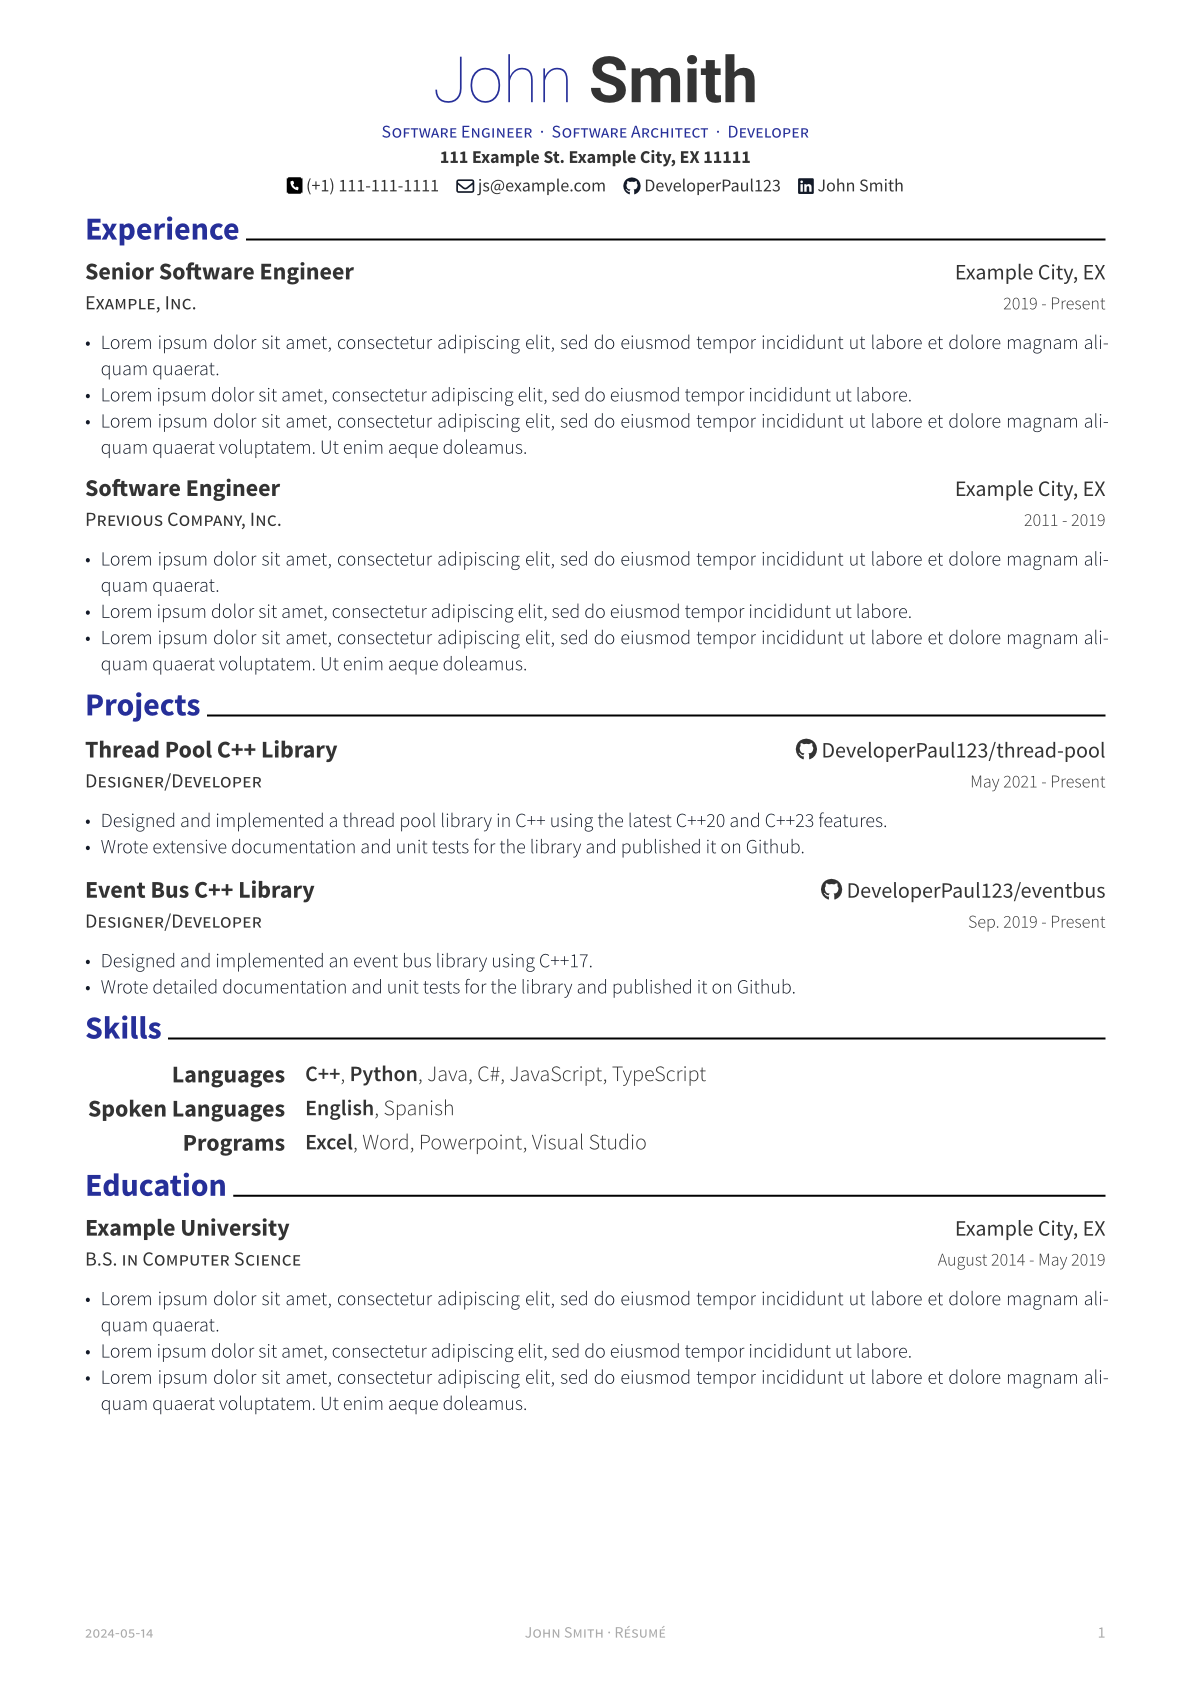 John Smith
Software Engineer · Software Architect · Developer
111 Example St. Example City, EX 11111
(+1) 111-111-1111 js@example.com DeveloperPaul123 John Smith
Experience
Senior Software Engineer Example City, EX
Example, Inc. 2019 - Present
• Lorem ipsum dolor sit amet, consectetur adipiscing elit, sed do eiusmod tempor incididunt ut labore et dolore magnam ali-
quam quaerat.
• Lorem ipsum dolor sit amet, consectetur adipiscing elit, sed do eiusmod tempor incididunt ut labore.
• Lorem ipsum dolor sit amet, consectetur adipiscing elit, sed do eiusmod tempor incididunt ut labore et dolore magnam ali-
quam quaerat voluptatem. Ut enim aeque doleamus.
Software Engineer Example City, EX
Previous Company, Inc. 2011 - 2019
• Lorem ipsum dolor sit amet, consectetur adipiscing elit, sed do eiusmod tempor incididunt ut labore et dolore magnam ali-
quam quaerat.
• Lorem ipsum dolor sit amet, consectetur adipiscing elit, sed do eiusmod tempor incididunt ut labore.
• Lorem ipsum dolor sit amet, consectetur adipiscing elit, sed do eiusmod tempor incididunt ut labore et dolore magnam ali-
quam quaerat voluptatem. Ut enim aeque doleamus.
Projects
Thread Pool C++ Library DeveloperPaul123/thread-pool
Designer/Developer May 2021 - Present
• Designed and implemented a thread pool library in C++ using the latest C++20 and C++23 features.
• Wrote extensive documentation and unit tests for the library and published it on Github.
Event Bus C++ Library DeveloperPaul123/eventbus
Designer/Developer Sep. 2019 - Present
• Designed and implemented an event bus library using C++17.
• Wrote detailed documentation and unit tests for the library and published it on Github.
Skills
Languages C++, Python, Java, C#, JavaScript, TypeScript
Spoken Languages English, Spanish
Programs Excel, Word, Powerpoint, Visual Studio
Education
Example University Example City, EX
B.S. in Computer Science August 2014 - May 2019
• Lorem ipsum dolor sit amet, consectetur adipiscing elit, sed do eiusmod tempor incididunt ut labore et dolore magnam ali-
quam quaerat.
• Lorem ipsum dolor sit amet, consectetur adipiscing elit, sed do eiusmod tempor incididunt ut labore.
• Lorem ipsum dolor sit amet, consectetur adipiscing elit, sed do eiusmod tempor incididunt ut labore et dolore magnam ali-
quam quaerat voluptatem. Ut enim aeque doleamus.
2024-05-14 John Smith · Résumé 1